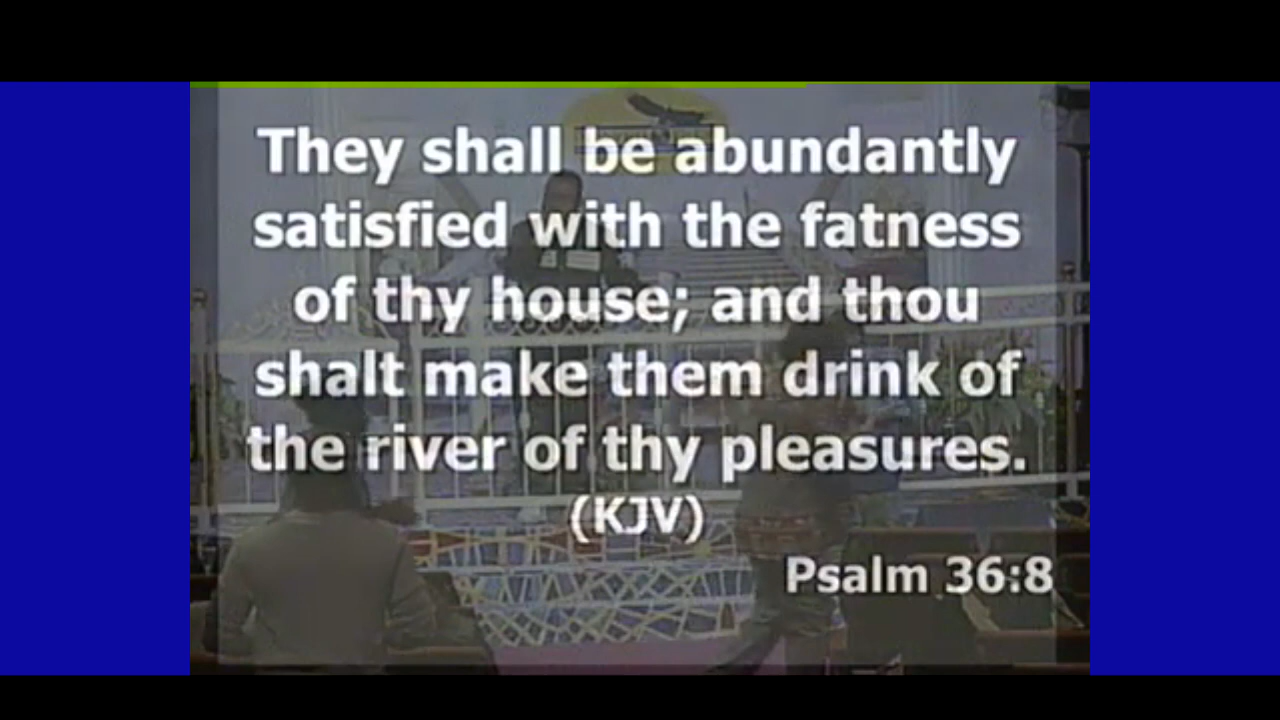 They shall be abundantly
satisfied with the fatness
of thy house; and thou
shalt make them drink of
the river of thy pleasures.
(KJV)
Psalm 36:8